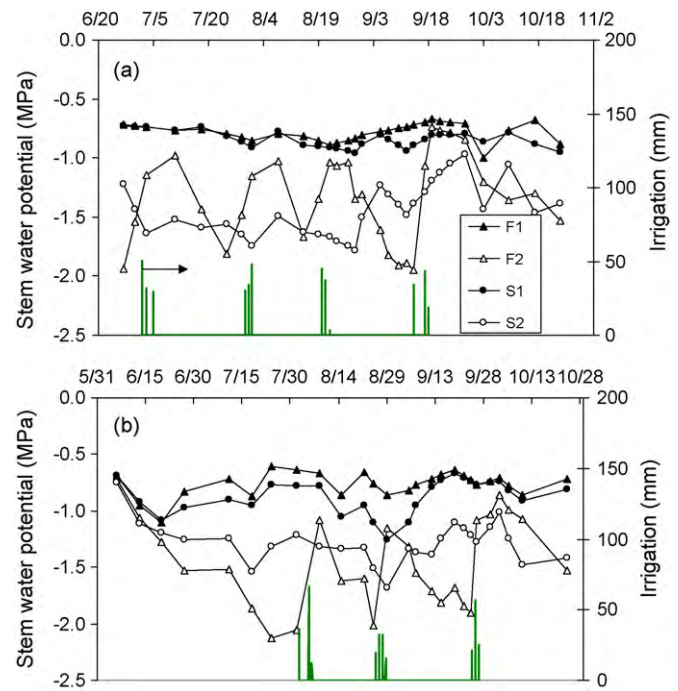 6/20 7/5 7/20 8/4 8/19 9/3 9/18 10/3 10/18 11/2
0.0 200
(a)
-0.5 150
-1.0 100
-1.5
-2.0 50
-2.5 0
Stem water potential (MPa)
Irrigation (mm)
F1
F2
S1
S2
5/31 6/15 6/30 7/15 7/30 8/14 8/29 9/13 9/28 10/13 10/28
0.0 200
(b)
-0.5 150
-1.0 100
-1.5
-2.0 50
-2.5 0
Stem water potential (MPa)
Irrigation (mm)